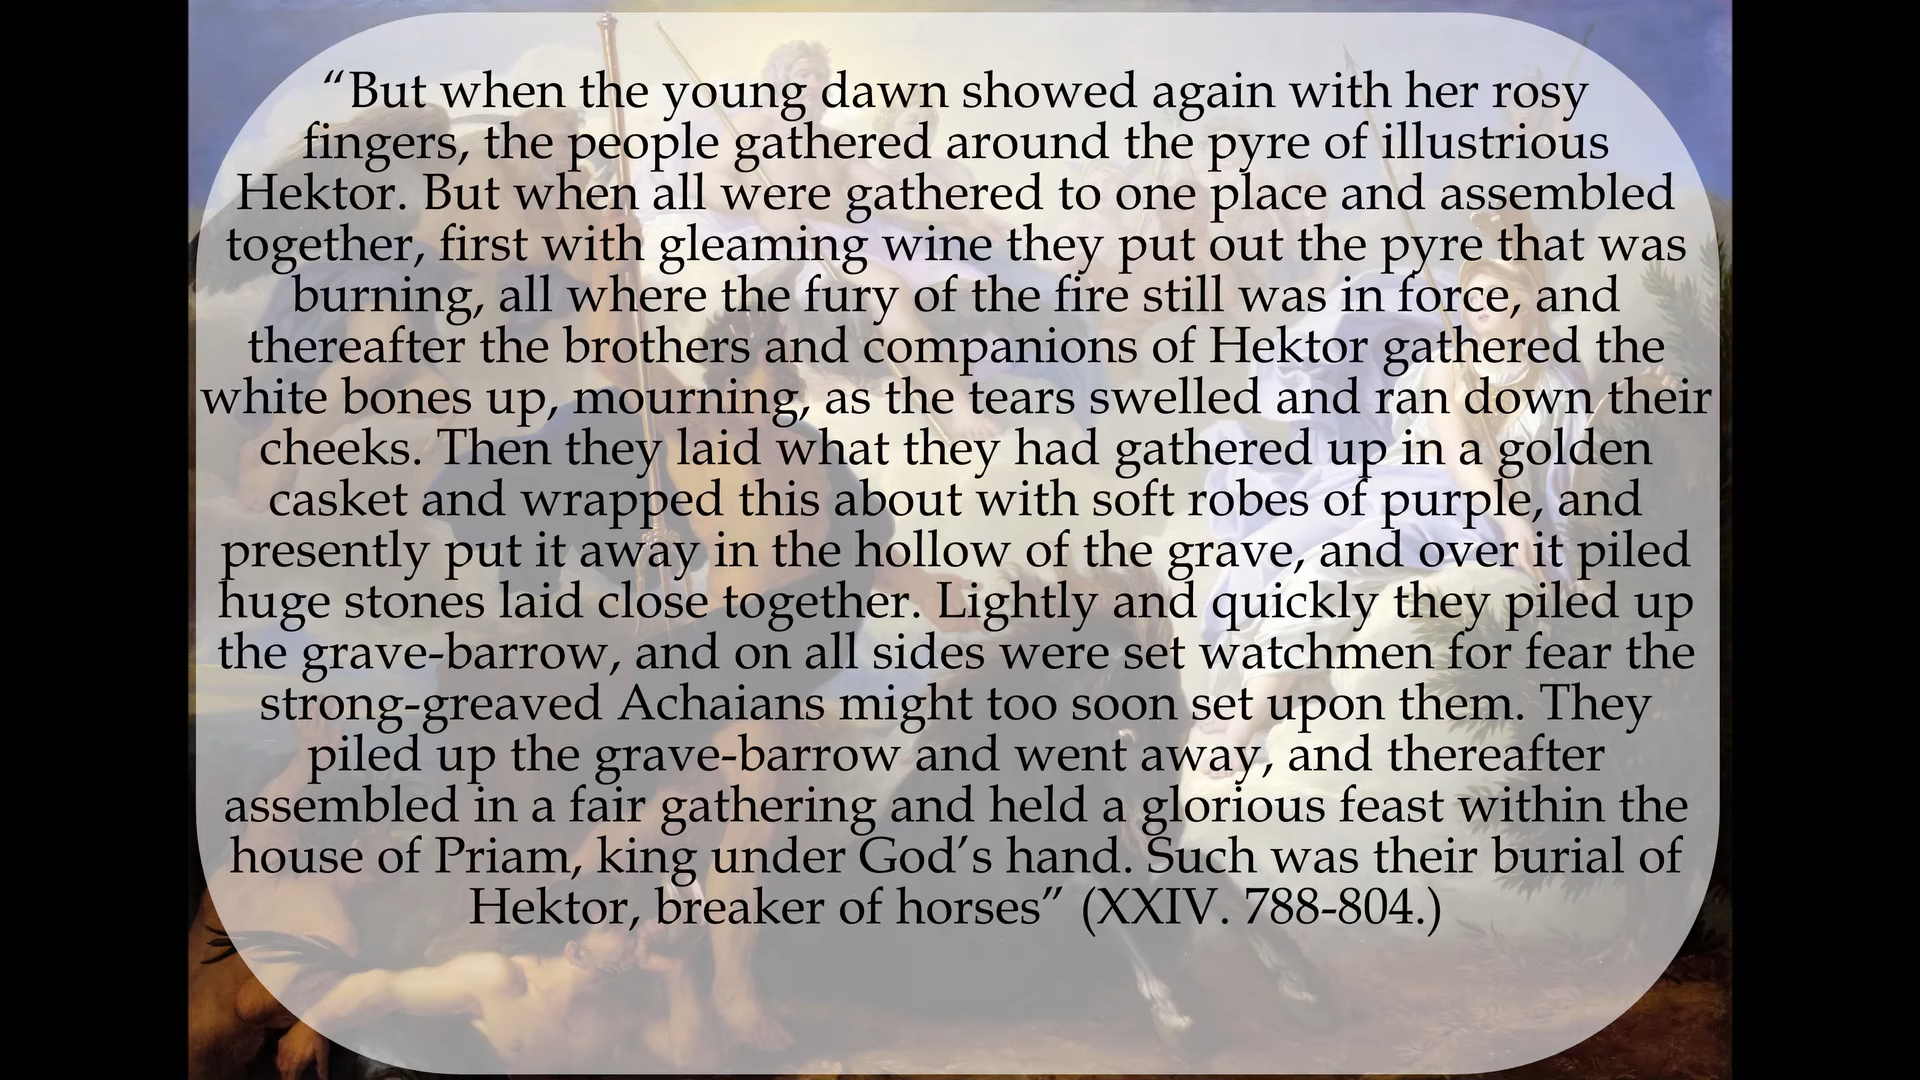 “But when the young dawn showed again with her rosy
fingers, the people gathered around the pyre of illustrious
Hektor. But when all were gathered to one place and assembled
together, first with gleaming wine they put out the pyre that was
burning, all where the fury of the fire still was in force, and
thereafter the brothers and companions of Hektor gathered the
white bones up, mourning, as the tears swelled and ran down their
cheeks. Then they laid what they had gathered up in a golden
casket and wrapped this about with soft robes of purple, and
presently put it away in the hollow of the grave, and over it piled
huge stones laid close together. Lightly and quickly they piled up
the grave-barrow, and on all sides were set watchmen for fear the
strong-greaved Achaians might too soon set upon them. They
piled up the grave-barrow and went away, and thereafter
assembled in a fair gathering and held a glorious feast within the
house of Priam, king under God’s hand. Such was their burial of
Hektor, breaker of horses” (XXIV. 788-804.)